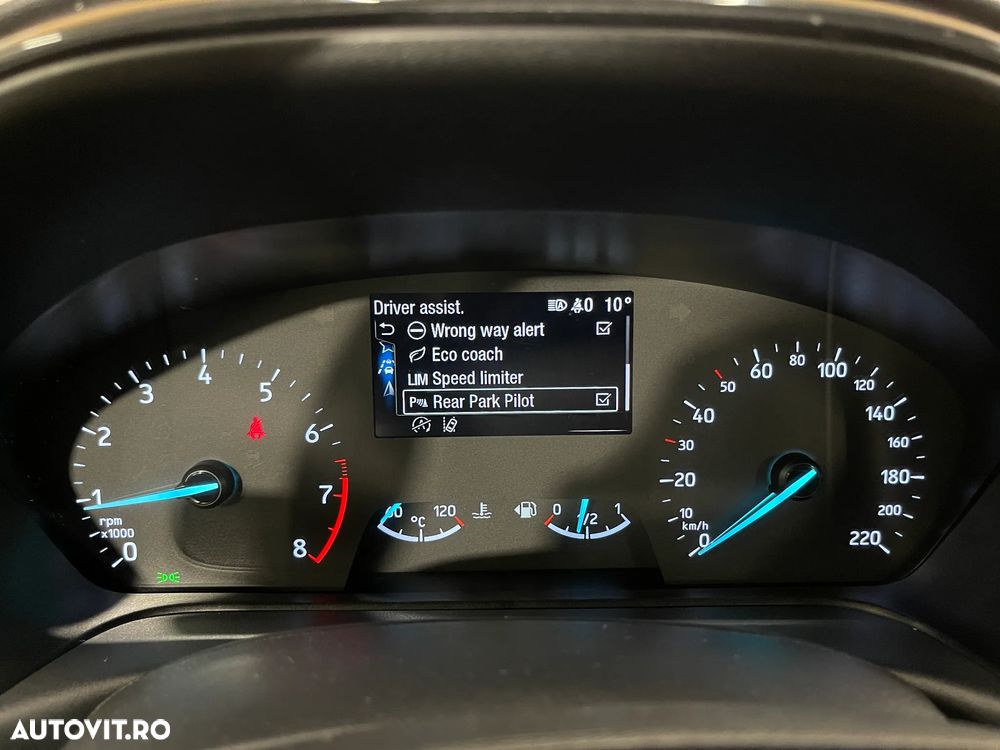 Driver assist. A 0 10°
Wrong way alert
Eco coach
LIM Speed limiter
P Rear Park Pilot
0 1 2 3 4 5 6 7 8
rpm
x1000
120
°C
0 1/2 1
0 10 20 30 40 50 60 80 100 120 140 160 180 200 220
km/h
AUTOVIT.RO